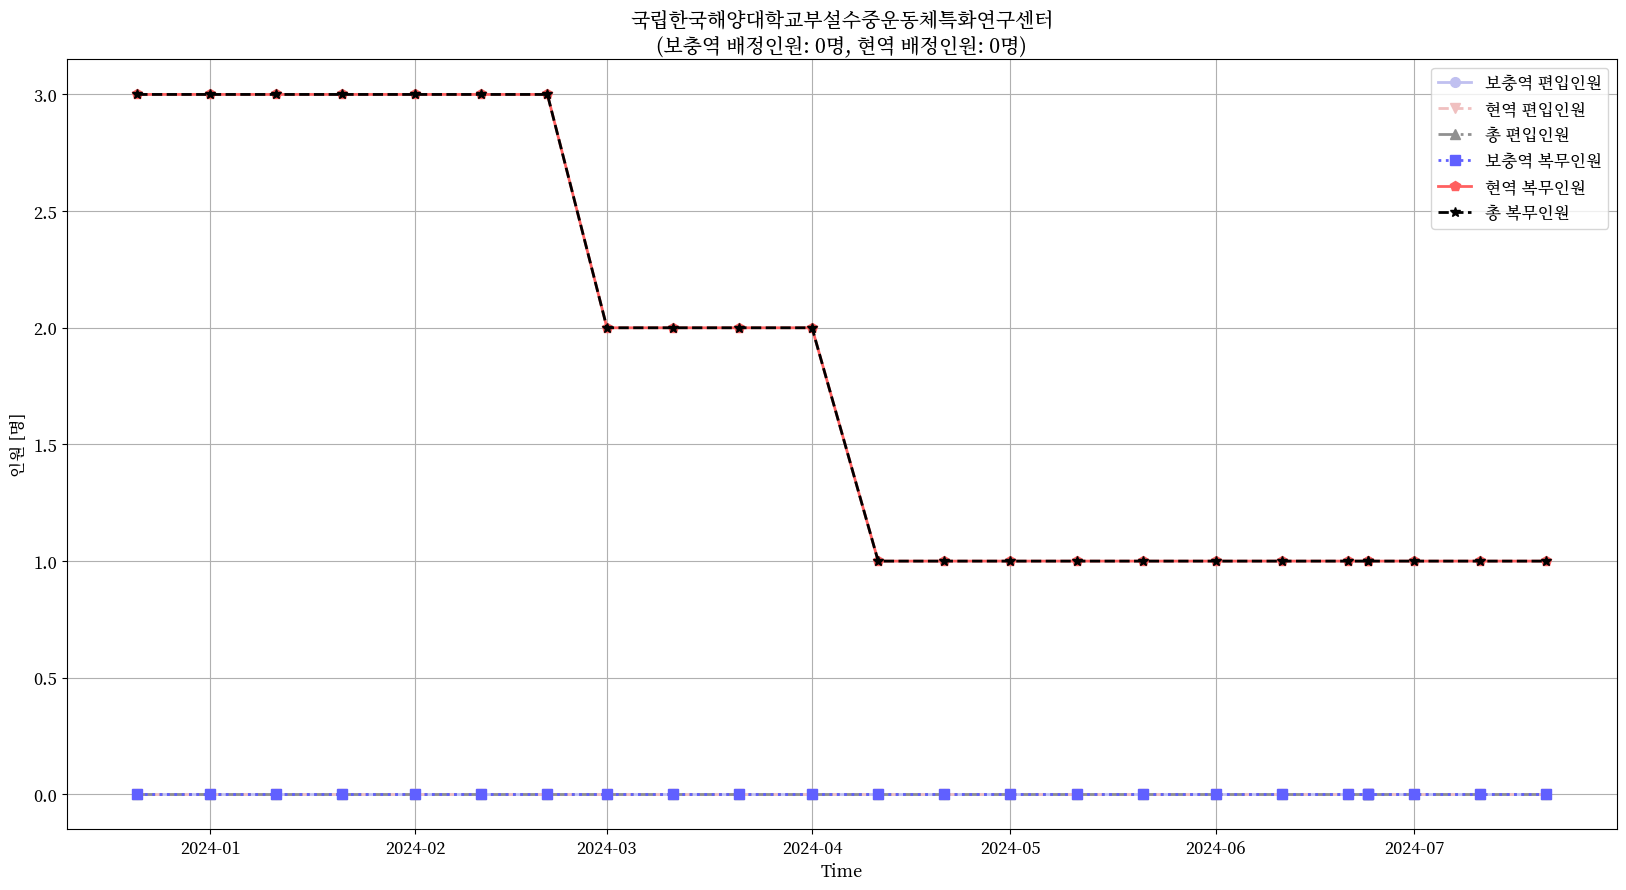 국립한국해양대학교부설수중운동체특화연구센터
(보충역 배정인원: 0명, 현역 배정인원: 0명)
보충역 편입인원
현역 편입인원
총 편입인원
보충역 복무인원
현역 복무인원
총 복무인원
인원 [명]
3.0
2.5
2.0
1.5
1.0
0.5
0.0
2024-01
2024-02
2024-03
2024-04
2024-05
2024-06
2024-07
Time